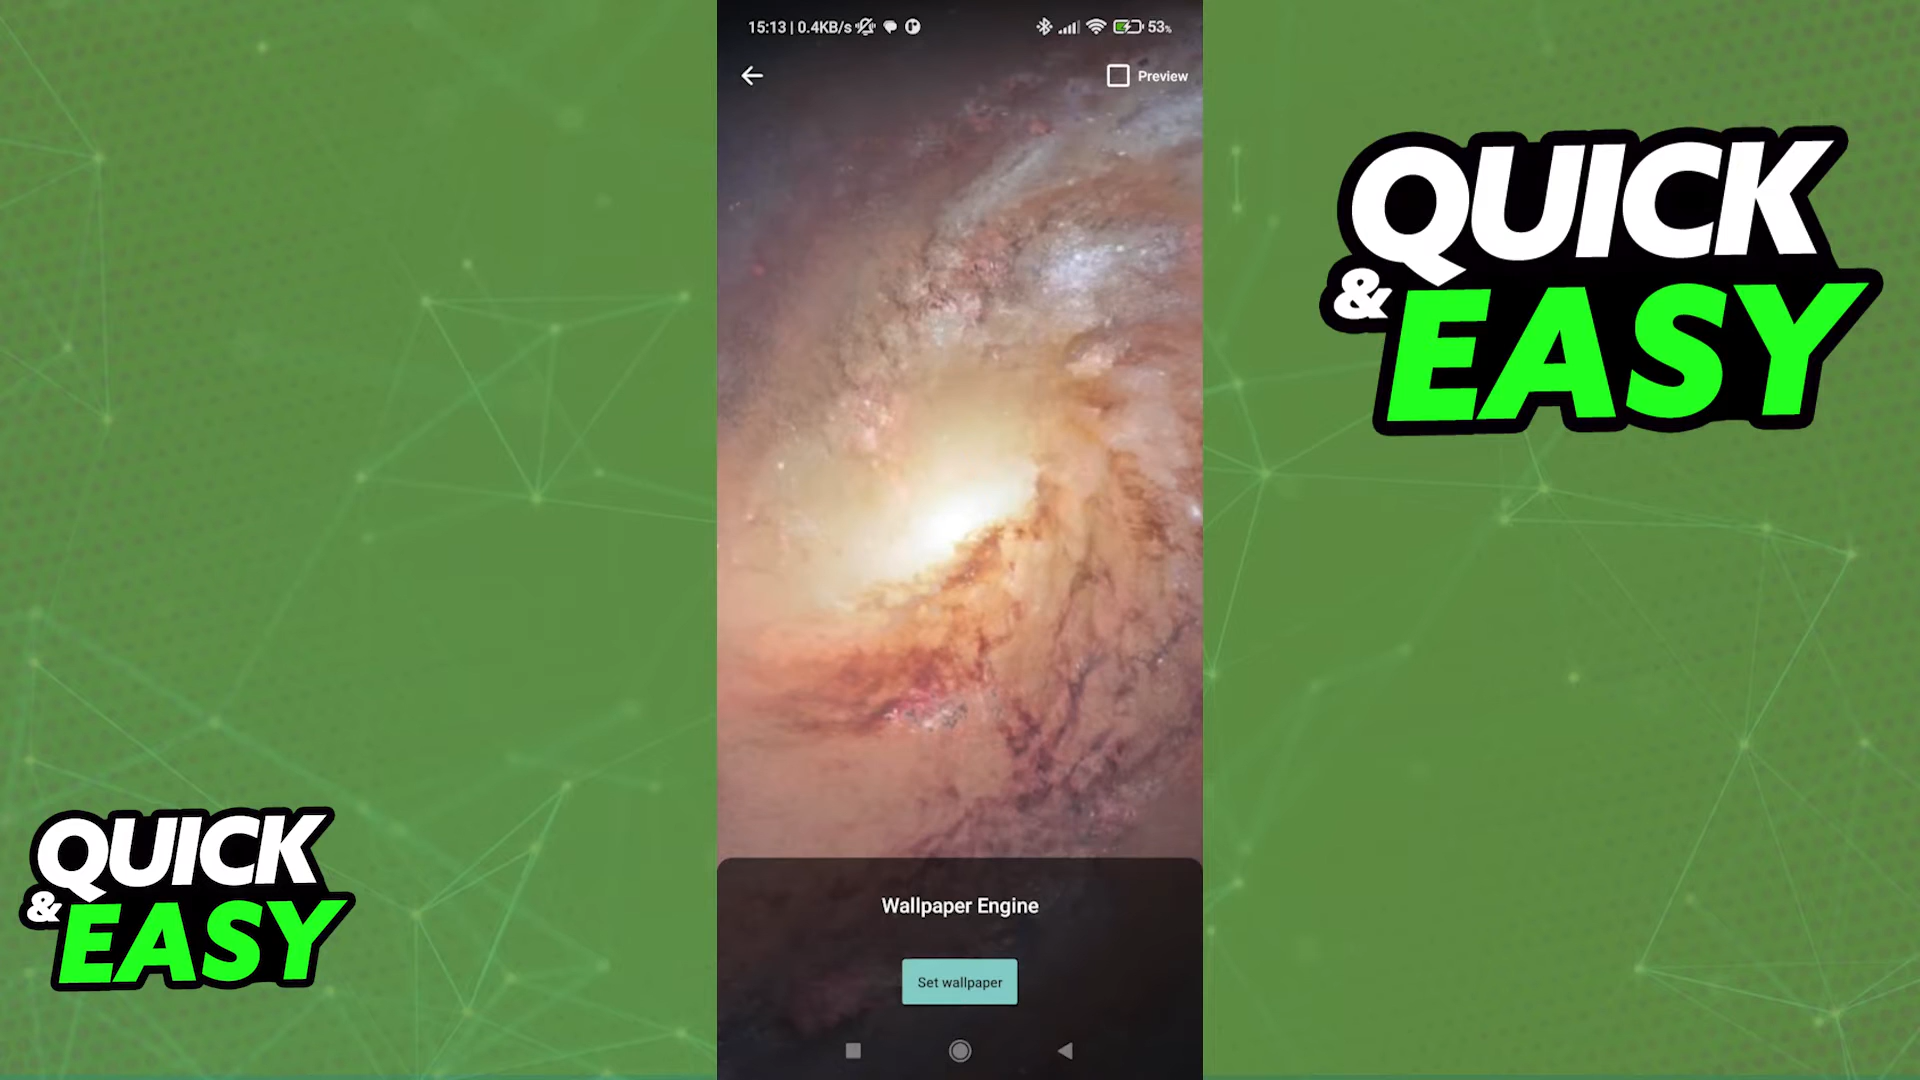 15:13 | 0.4KB/s
53%
Preview
QUICK
& EASY
Wallpaper Engine
Set wallpaper
QUICK
& EASY